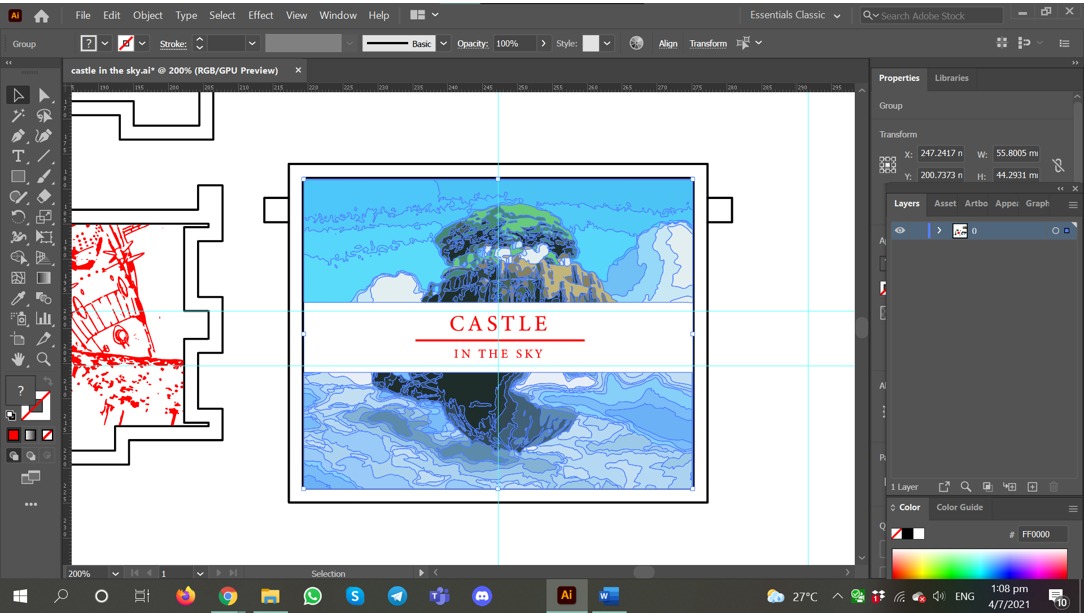 Ai File Edit Object Type Select Effect View Window Help Essentials Classic Search Adobe Stock
Group ? Stroke: Basic Opacity: 100% Style: Align Transform
castle in the sky.ai* @ 200% (RGB/GPU Preview) ×
Properties Libraries
190 195 200 205 210 215 220 225 230 235 240 245 250 255 260 265 270 275 280 285 290 295
Group
Transform
X: 247.2417 W: 55.8005
Y: 200.7373 H: 44.2931
Layers Asset Artbo Appea Graph
0
CASTLE
IN THE SKY
?
1 Layer
Color Color Guide
# FF0000
200% 1 Selection
27°C ENG
1:08 pm
4/7/2021
10